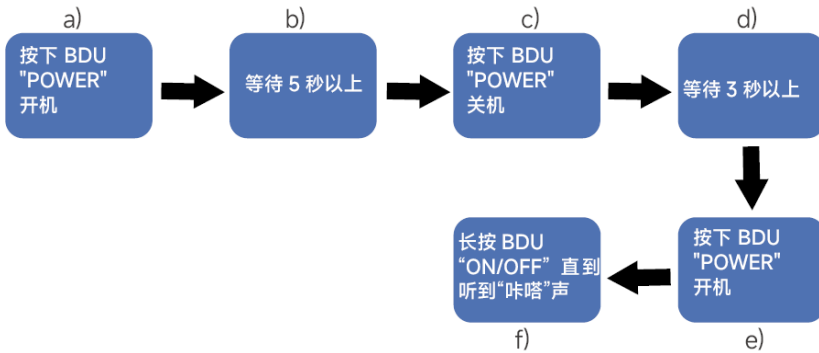 a)
按下 BDU
"POWER"
开机
b)
等待 5 秒以上
c)
按下 BDU
"POWER"
关机
d)
等待 3 秒以上
按下 BDU
"POWER"
开机
e)
长按 BDU
“ON/OFF” 直到
听到“咔嗒”声
f)